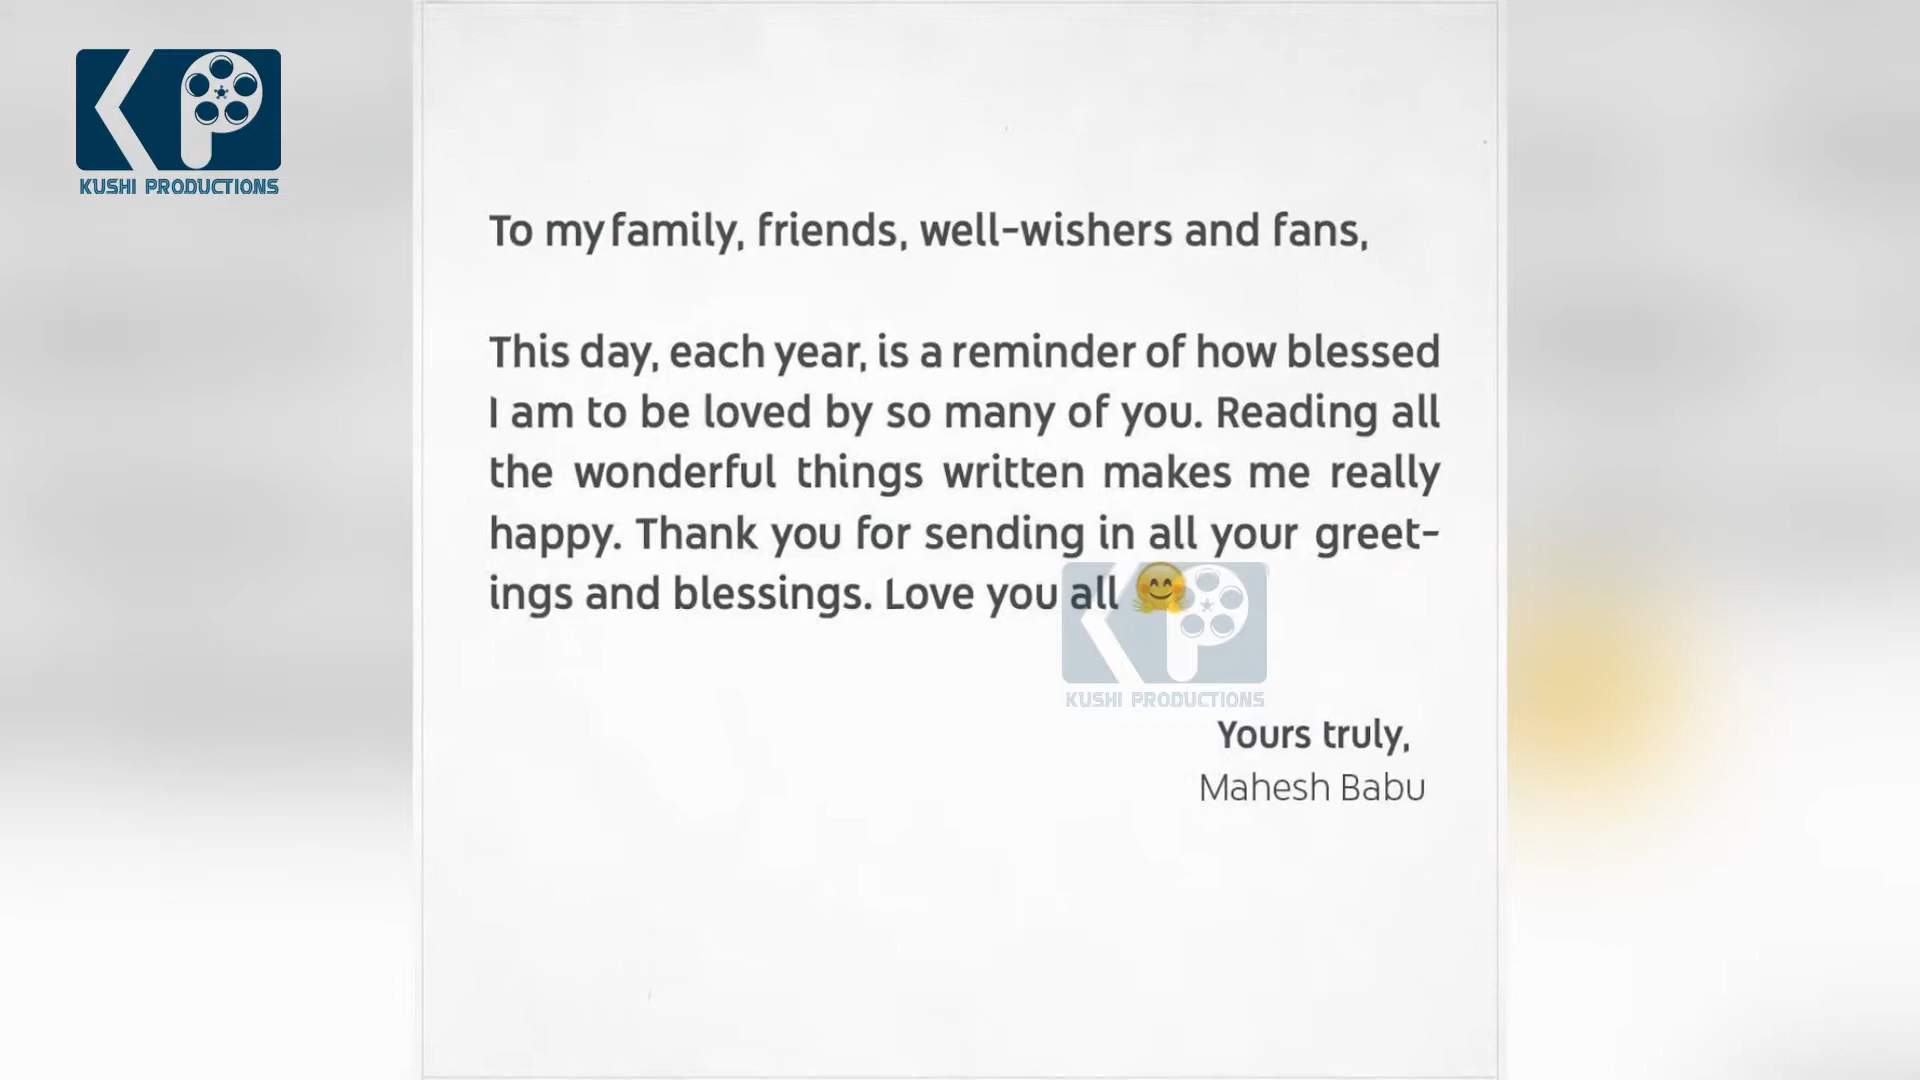 KP
KUSHI PRODUCTIONS
To my family, friends, well-wishers and fans,
This day, each year, is a reminder of how blessed
I am to be loved by so many of you. Reading all
the wonderful things written makes me really
happy. Thank you for sending in all your greet-
ings and blessings. Love you all 🤗
KP
KUSHI PRODUCTIONS
Yours truly,
Mahesh Babu